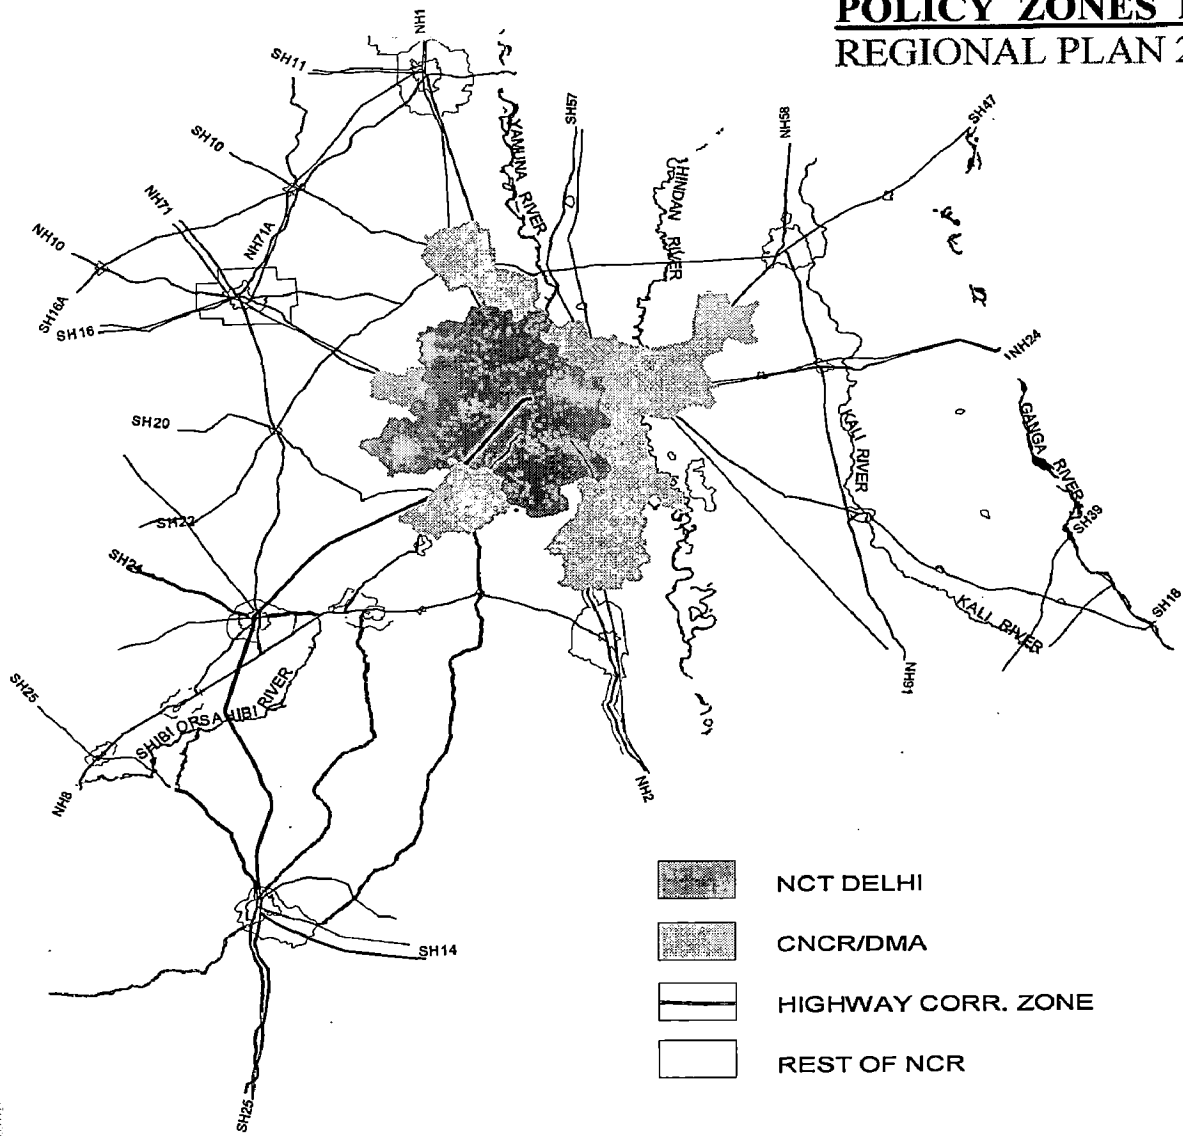 POLICY ZONES
REGIONAL PLAN 2
NH1
SH11
SH57
NH58
SH47
SH10
YAMUNA RIVER
HINDAN RIVER
NH71
NH71A
NH10
SH16A
SH16
NH24
SH20
KALI RIVER
GANGA RIVER
SH22
SH39
SH24
KALI RIVER
SH18
SH25
SHIBI ORSAHIBI RIVER
NH91
NH8
NH2
NCT DELHI
CNCR/DMA
SH14
HIGHWAY CORR. ZONE
REST OF NCR
SH25